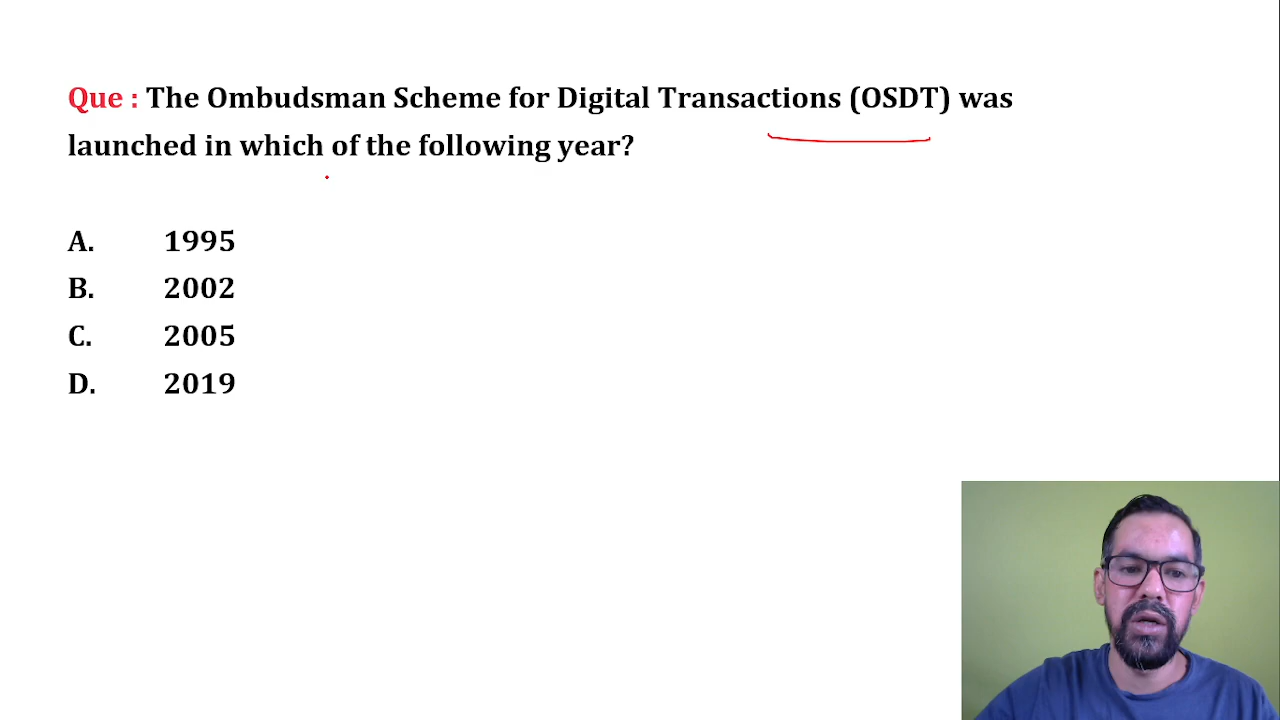 Que : The Ombudsman Scheme for Digital Transactions (OSDT) was
launched in which of the following year?
A. 1995
B. 2002
C. 2005
D. 2019